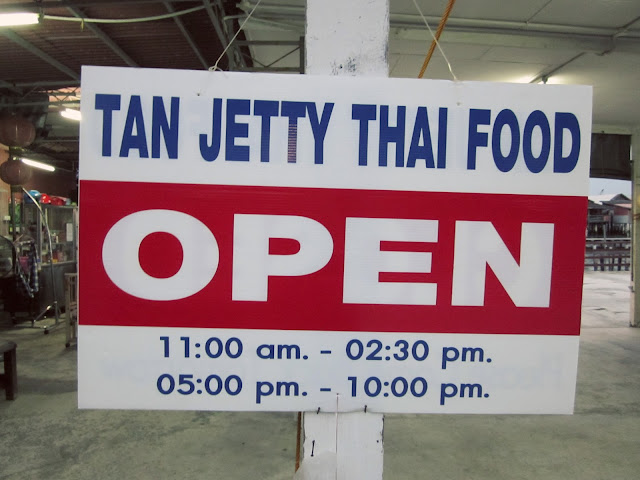 TAN JETTY THAI FOOD
OPEN
11:00 am. - 02:30 pm.
05:00 pm. - 10:00 pm.